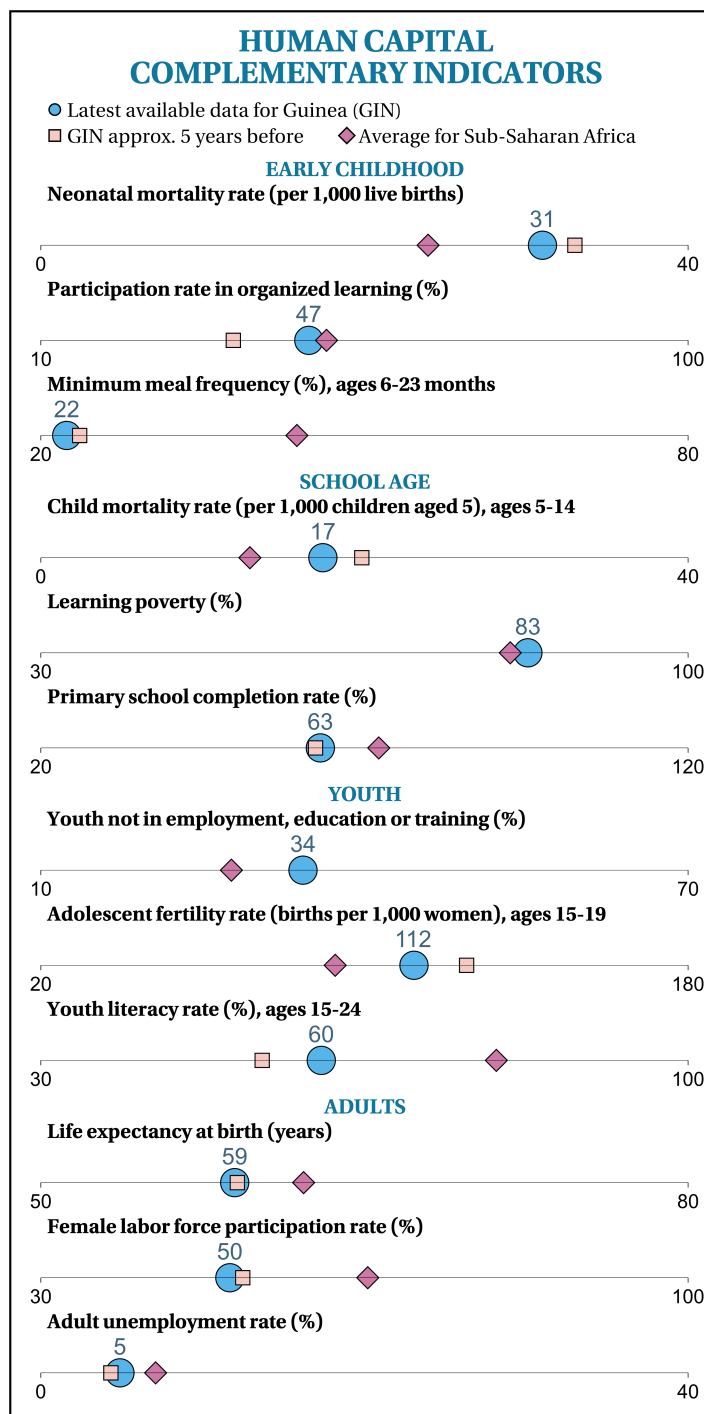 HUMAN CAPITAL
COMPLEMENTARY INDICATORS
Latest available data for Guinea (GIN)
GIN approx. 5 years before Average for Sub-Saharan Africa
EARLY CHILDHOOD
Neonatal mortality rate (per 1,000 live births)
31
0 40
Participation rate in organized learning (%)
47
10 100
Minimum meal frequency (%), ages 6-23 months
22
20 80
SCHOOL AGE
Child mortality rate (per 1,000 children aged 5), ages 5-14
17
0 40
Learning poverty (%)
83
30 100
Primary school completion rate (%)
63
20 120
YOUTH
Youth not in employment, education or training (%)
34
10 70
Adolescent fertility rate (births per 1,000 women), ages 15-19
112
20 180
Youth literacy rate (%), ages 15-24
60
30 100
ADULTS
Life expectancy at birth (years)
59
50 80
Female labor force participation rate (%)
50
30 100
Adult unemployment rate (%)
5
0 40